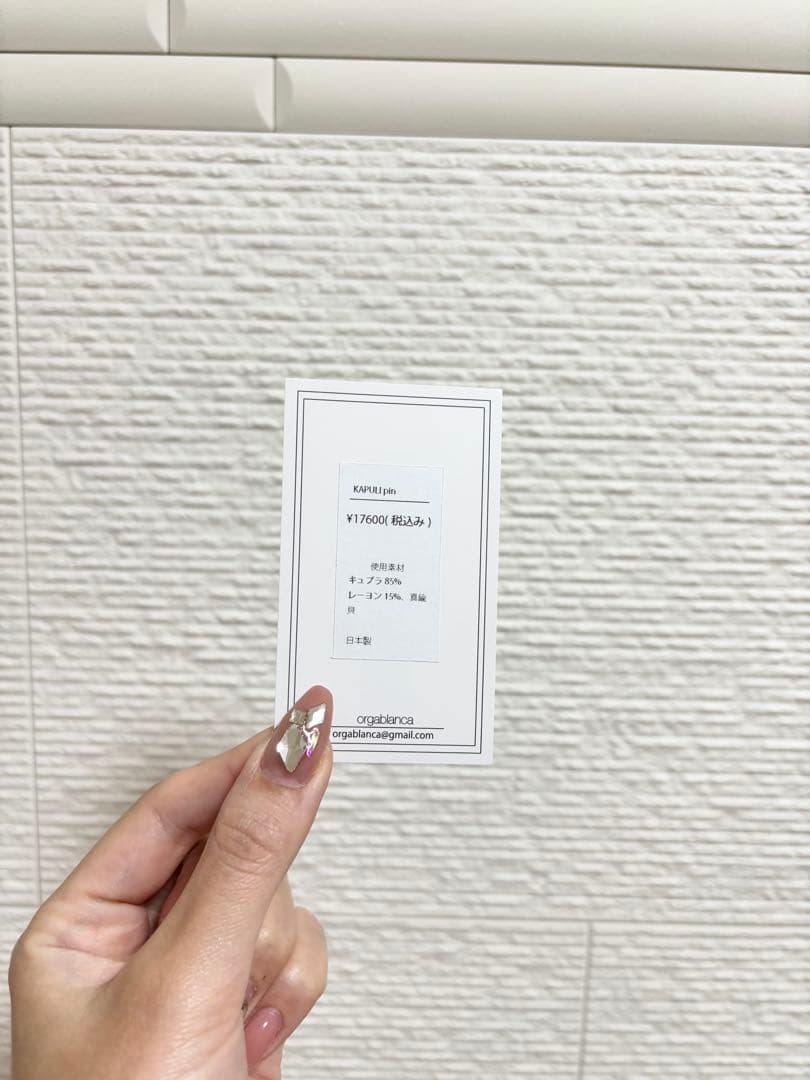 KAPULI pin
¥17600(税込み)
使用素材
キュプラ 85%
レーヨン 15%、真鍮
貝
日本製
orgablanca
orgablanca@gmail.com